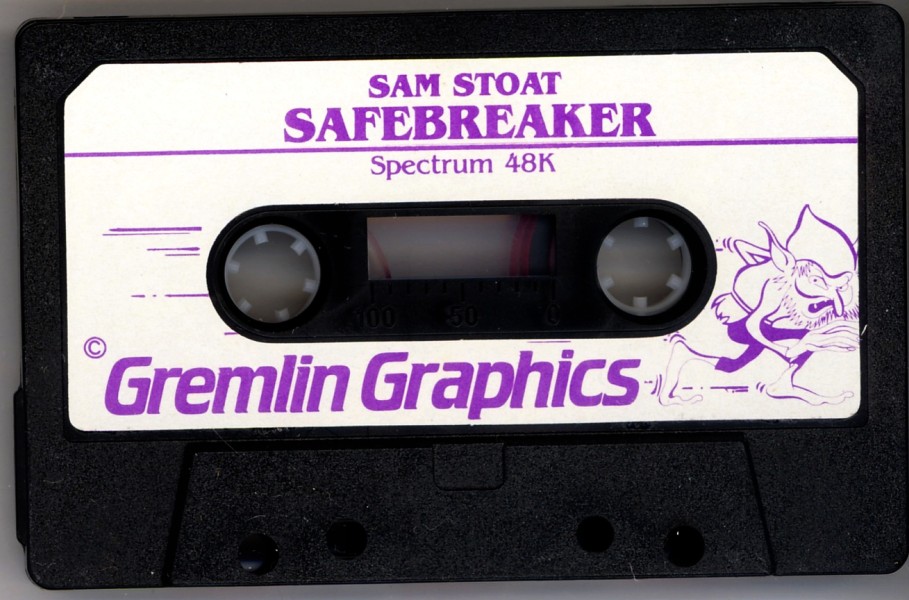 SAM STOAT
SAFEBREAKER
Spectrum 48K
100 50 0
© Gremlin Graphics